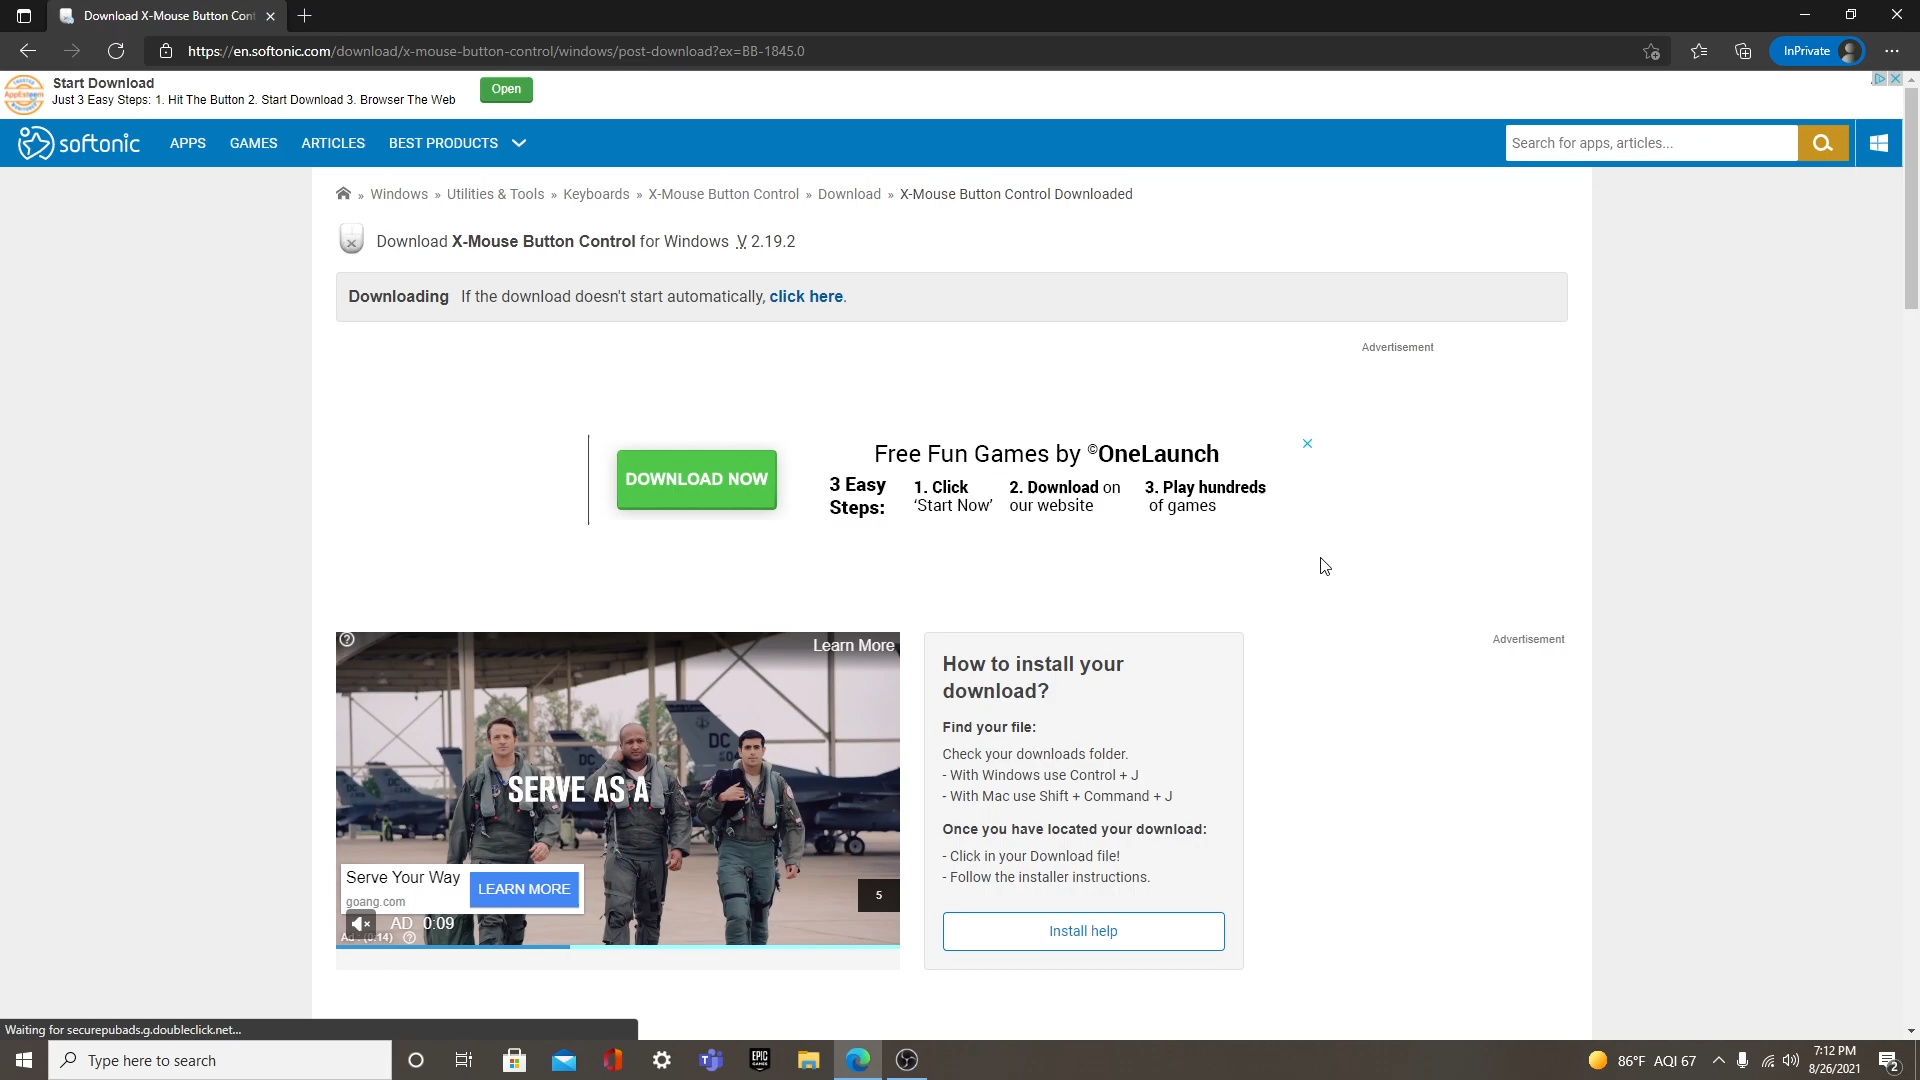 Download X-Mouse Button Cont
https://en.softonic.com/download/x-mouse-button-control/windows/post-download?ex=BB-1845.0
InPrivate
Start Download
Just 3 Easy Steps: 1. Hit The Button 2. Start Download 3. Browser The Web
Open
softonic
APPS
GAMES
ARTICLES
BEST PRODUCTS
Search for apps, articles...
» Windows » Utilities & Tools » Keyboards » X-Mouse Button Control » Download » X-Mouse Button Control Downloaded
Download X-Mouse Button Control for Windows V 2.19.2
Downloading If the download doesn't start automatically, click here.
Advertisement
DOWNLOAD NOW
Free Fun Games by ©OneLaunch
3 Easy Steps:
1. Click 'Start Now'
2. Download on our website
3. Play hundreds of games
Learn More
SERVE AS A
DC
DC
Serve Your Way
goang.com
LEARN MORE
5
AD 0:09
Ad : (0:14)
How to install your
download?
Find your file:
Check your downloads folder.
- With Windows use Control + J
- With Mac use Shift + Command + J
Once you have located your download:
- Click in your Download file!
- Follow the installer instructions.
Install help
Advertisement
Waiting for securepubads.g.doubleclick.net...
Type here to search
EPIC
GAMES
86°F AQI 67
7:12 PM
8/26/2021
2